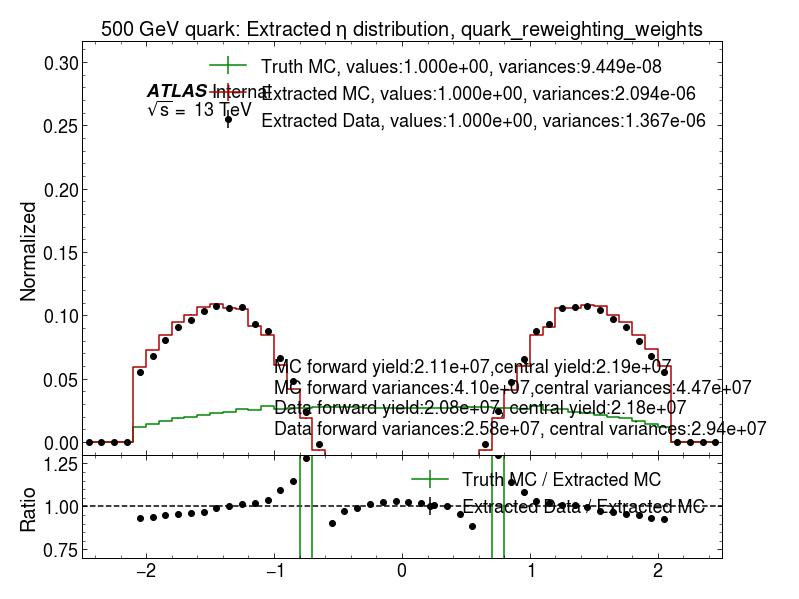 500 GeV quark: Extracted η distribution, quark_reweighting_weights
Truth MC, values:1.000e+00, variances:9.449e-08
ATLAS Internal
Extracted MC, values:1.000e+00, variances:2.094e-06
√s = 13 TeV
Extracted Data, values:1.000e+00, variances:1.367e-06
Normalized
0.30
0.25
0.20
0.15
0.10
0.05
0.00
MC forward yield:2.11e+07,central yield:2.19e+07
MC forward variances:4.10e+07,central variances:4.47e+07
Data forward yield:2.08e+07, central yield:2.18e+07
Data forward variances:2.58e+07, central variances:2.94e+07
Ratio
1.25
1.00
0.75
Truth MC / Extracted MC
Extracted Data / Extracted MC
−2 −1 0 1 2